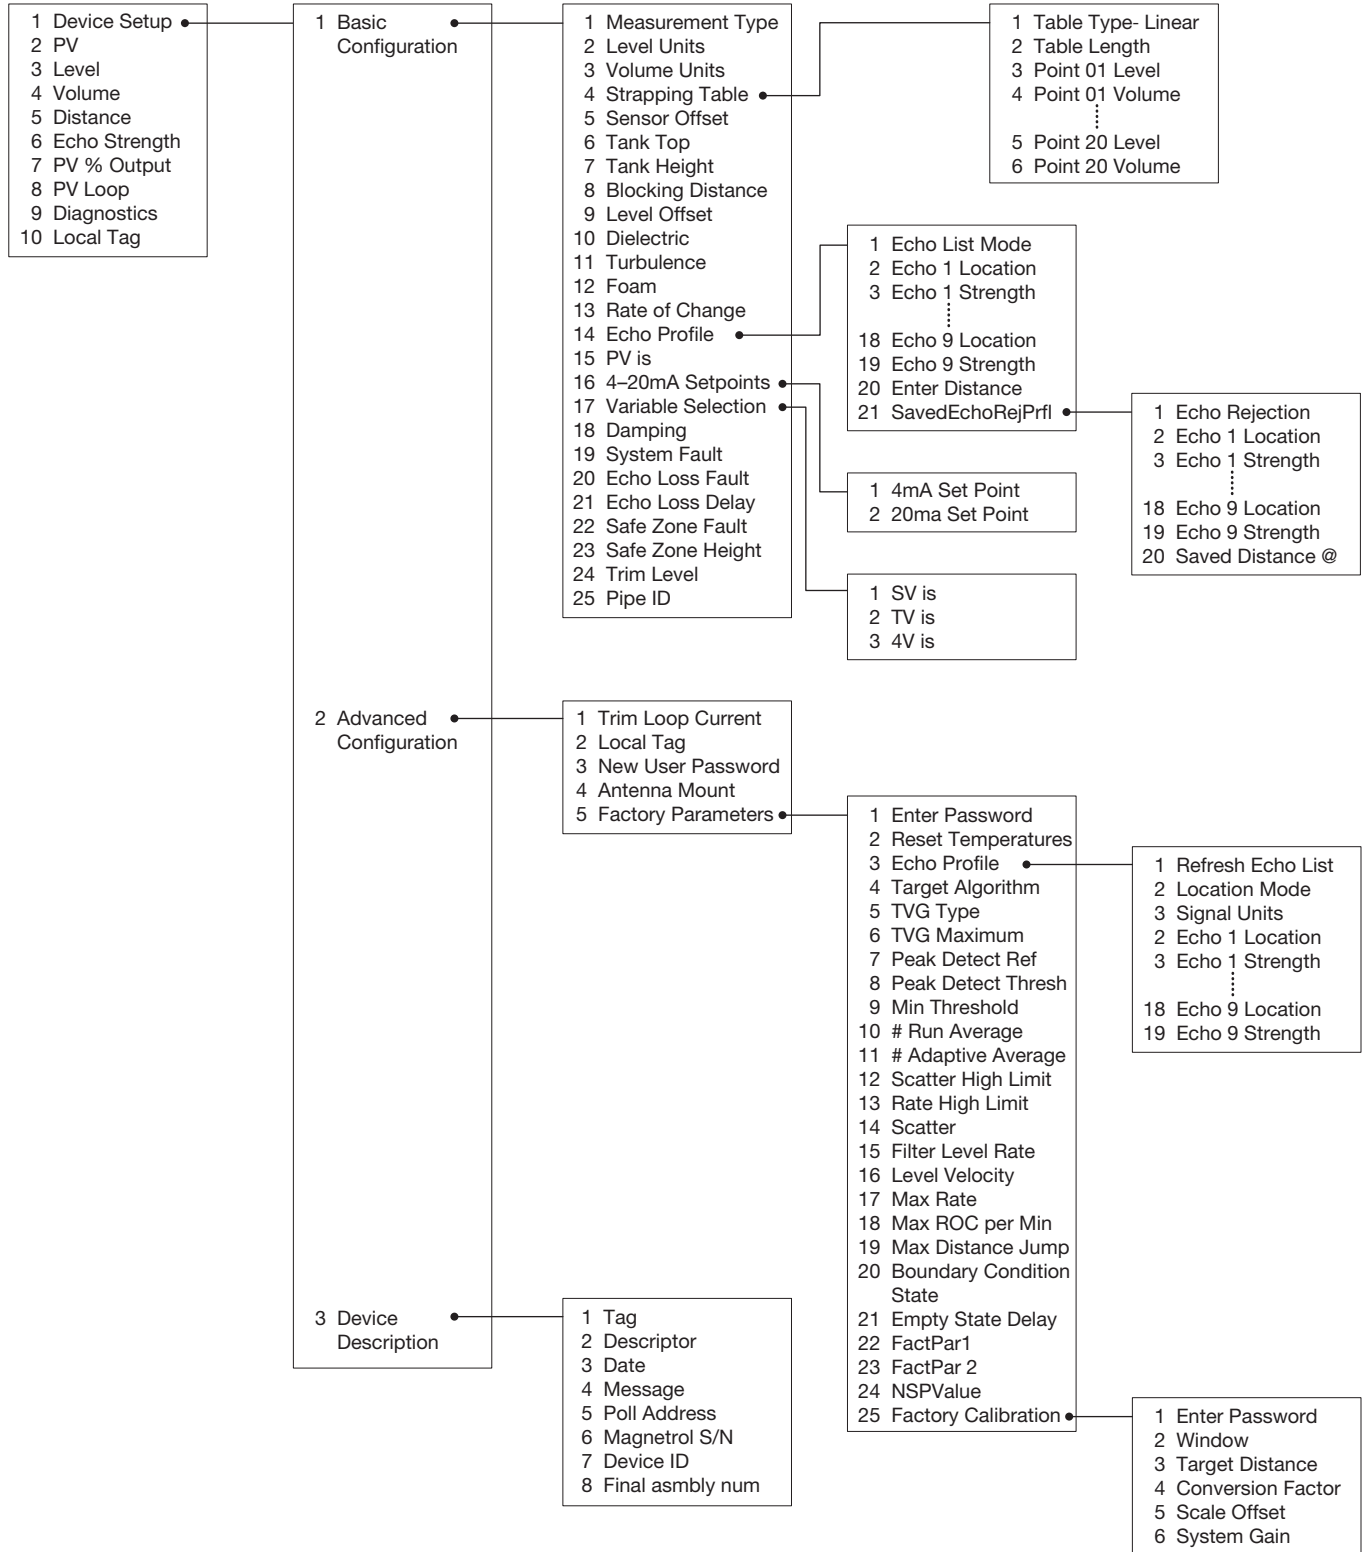 1 Device Setup
2 PV
3 Level
4 Volume
5 Distance
6 Echo Strength
7 PV % Output
8 PV Loop
9 Diagnostics
10 Local Tag
1 Basic
Configuration
1 Measurement Type
2 Level Units
3 Volume Units
4 Strapping Table
5 Sensor Offset
6 Tank Top
7 Tank Height
8 Blocking Distance
9 Level Offset
10 Dielectric
11 Turbulence
12 Foam
13 Rate of Change
14 Echo Profile
15 PV is
16 4–20mA Setpoints
17 Variable Selection
18 Damping
19 System Fault
20 Echo Loss Fault
21 Echo Loss Delay
22 Safe Zone Fault
23 Safe Zone Height
24 Trim Level
25 Pipe ID
1 Table Type- Linear
2 Table Length
3 Point 01 Level
4 Point 01 Volume
5 Point 20 Level
6 Point 20 Volume
1 Echo List Mode
2 Echo 1 Location
3 Echo 1 Strength
18 Echo 9 Location
19 Echo 9 Strength
20 Enter Distance
21 SavedEchoRejPrfl
1 Echo Rejection
2 Echo 1 Location
3 Echo 1 Strength
18 Echo 9 Location
19 Echo 9 Strength
20 Saved Distance @
1 4mA Set Point
2 20ma Set Point
1 SV is
2 TV is
3 4V is
2 Advanced
Configuration
1 Trim Loop Current
2 Local Tag
3 New User Password
4 Antenna Mount
5 Factory Parameters
1 Enter Password
2 Reset Temperatures
3 Echo Profile
4 Target Algorithm
5 TVG Type
6 TVG Maximum
7 Peak Detect Ref
8 Peak Detect Thresh
9 Min Threshold
10 # Run Average
11 # Adaptive Average
12 Scatter High Limit
13 Rate High Limit
14 Scatter
15 Filter Level Rate
16 Level Velocity
17 Max Rate
18 Max ROC per Min
19 Max Distance Jump
20 Boundary Condition
State
21 Empty State Delay
22 FactPar1
23 FactPar 2
24 NSPValue
25 Factory Calibration
1 Refresh Echo List
2 Location Mode
3 Signal Units
2 Echo 1 Location
3 Echo 1 Strength
18 Echo 9 Location
19 Echo 9 Strength
1 Enter Password
2 Window
3 Target Distance
4 Conversion Factor
5 Scale Offset
6 System Gain
3 Device
Description
1 Tag
2 Descriptor
3 Date
4 Message
5 Poll Address
6 Magnetrol S/N
7 Device ID
8 Final asmbly num